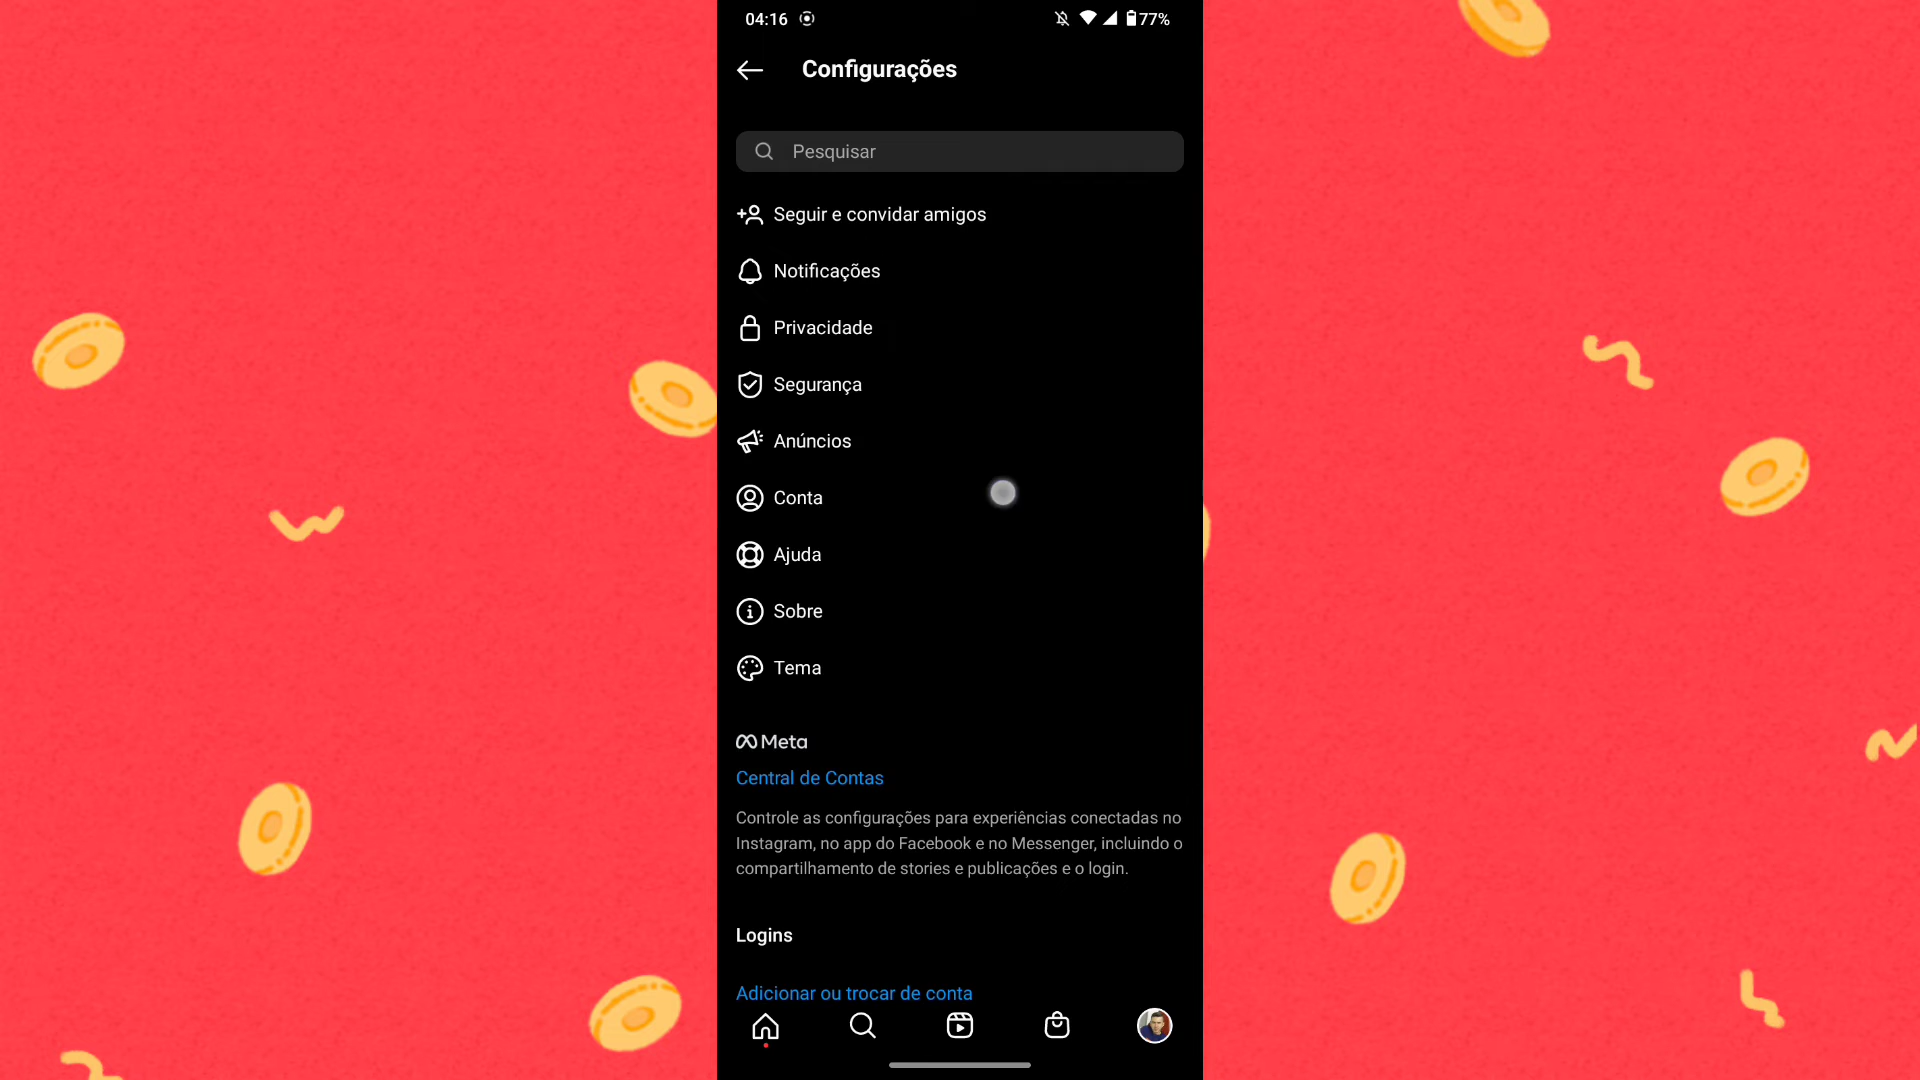 04:16
77%
Configurações
Pesquisar
Seguir e convidar amigos
Notificações
Privacidade
Segurança
Anúncios
Conta
Ajuda
Sobre
Tema
Meta
Central de Contas
Controle as configurações para experiências conectadas no
Instagram, no app do Facebook e no Messenger, incluindo o
compartilhamento de stories e publicações e o login.
Logins
Adicionar ou trocar de conta